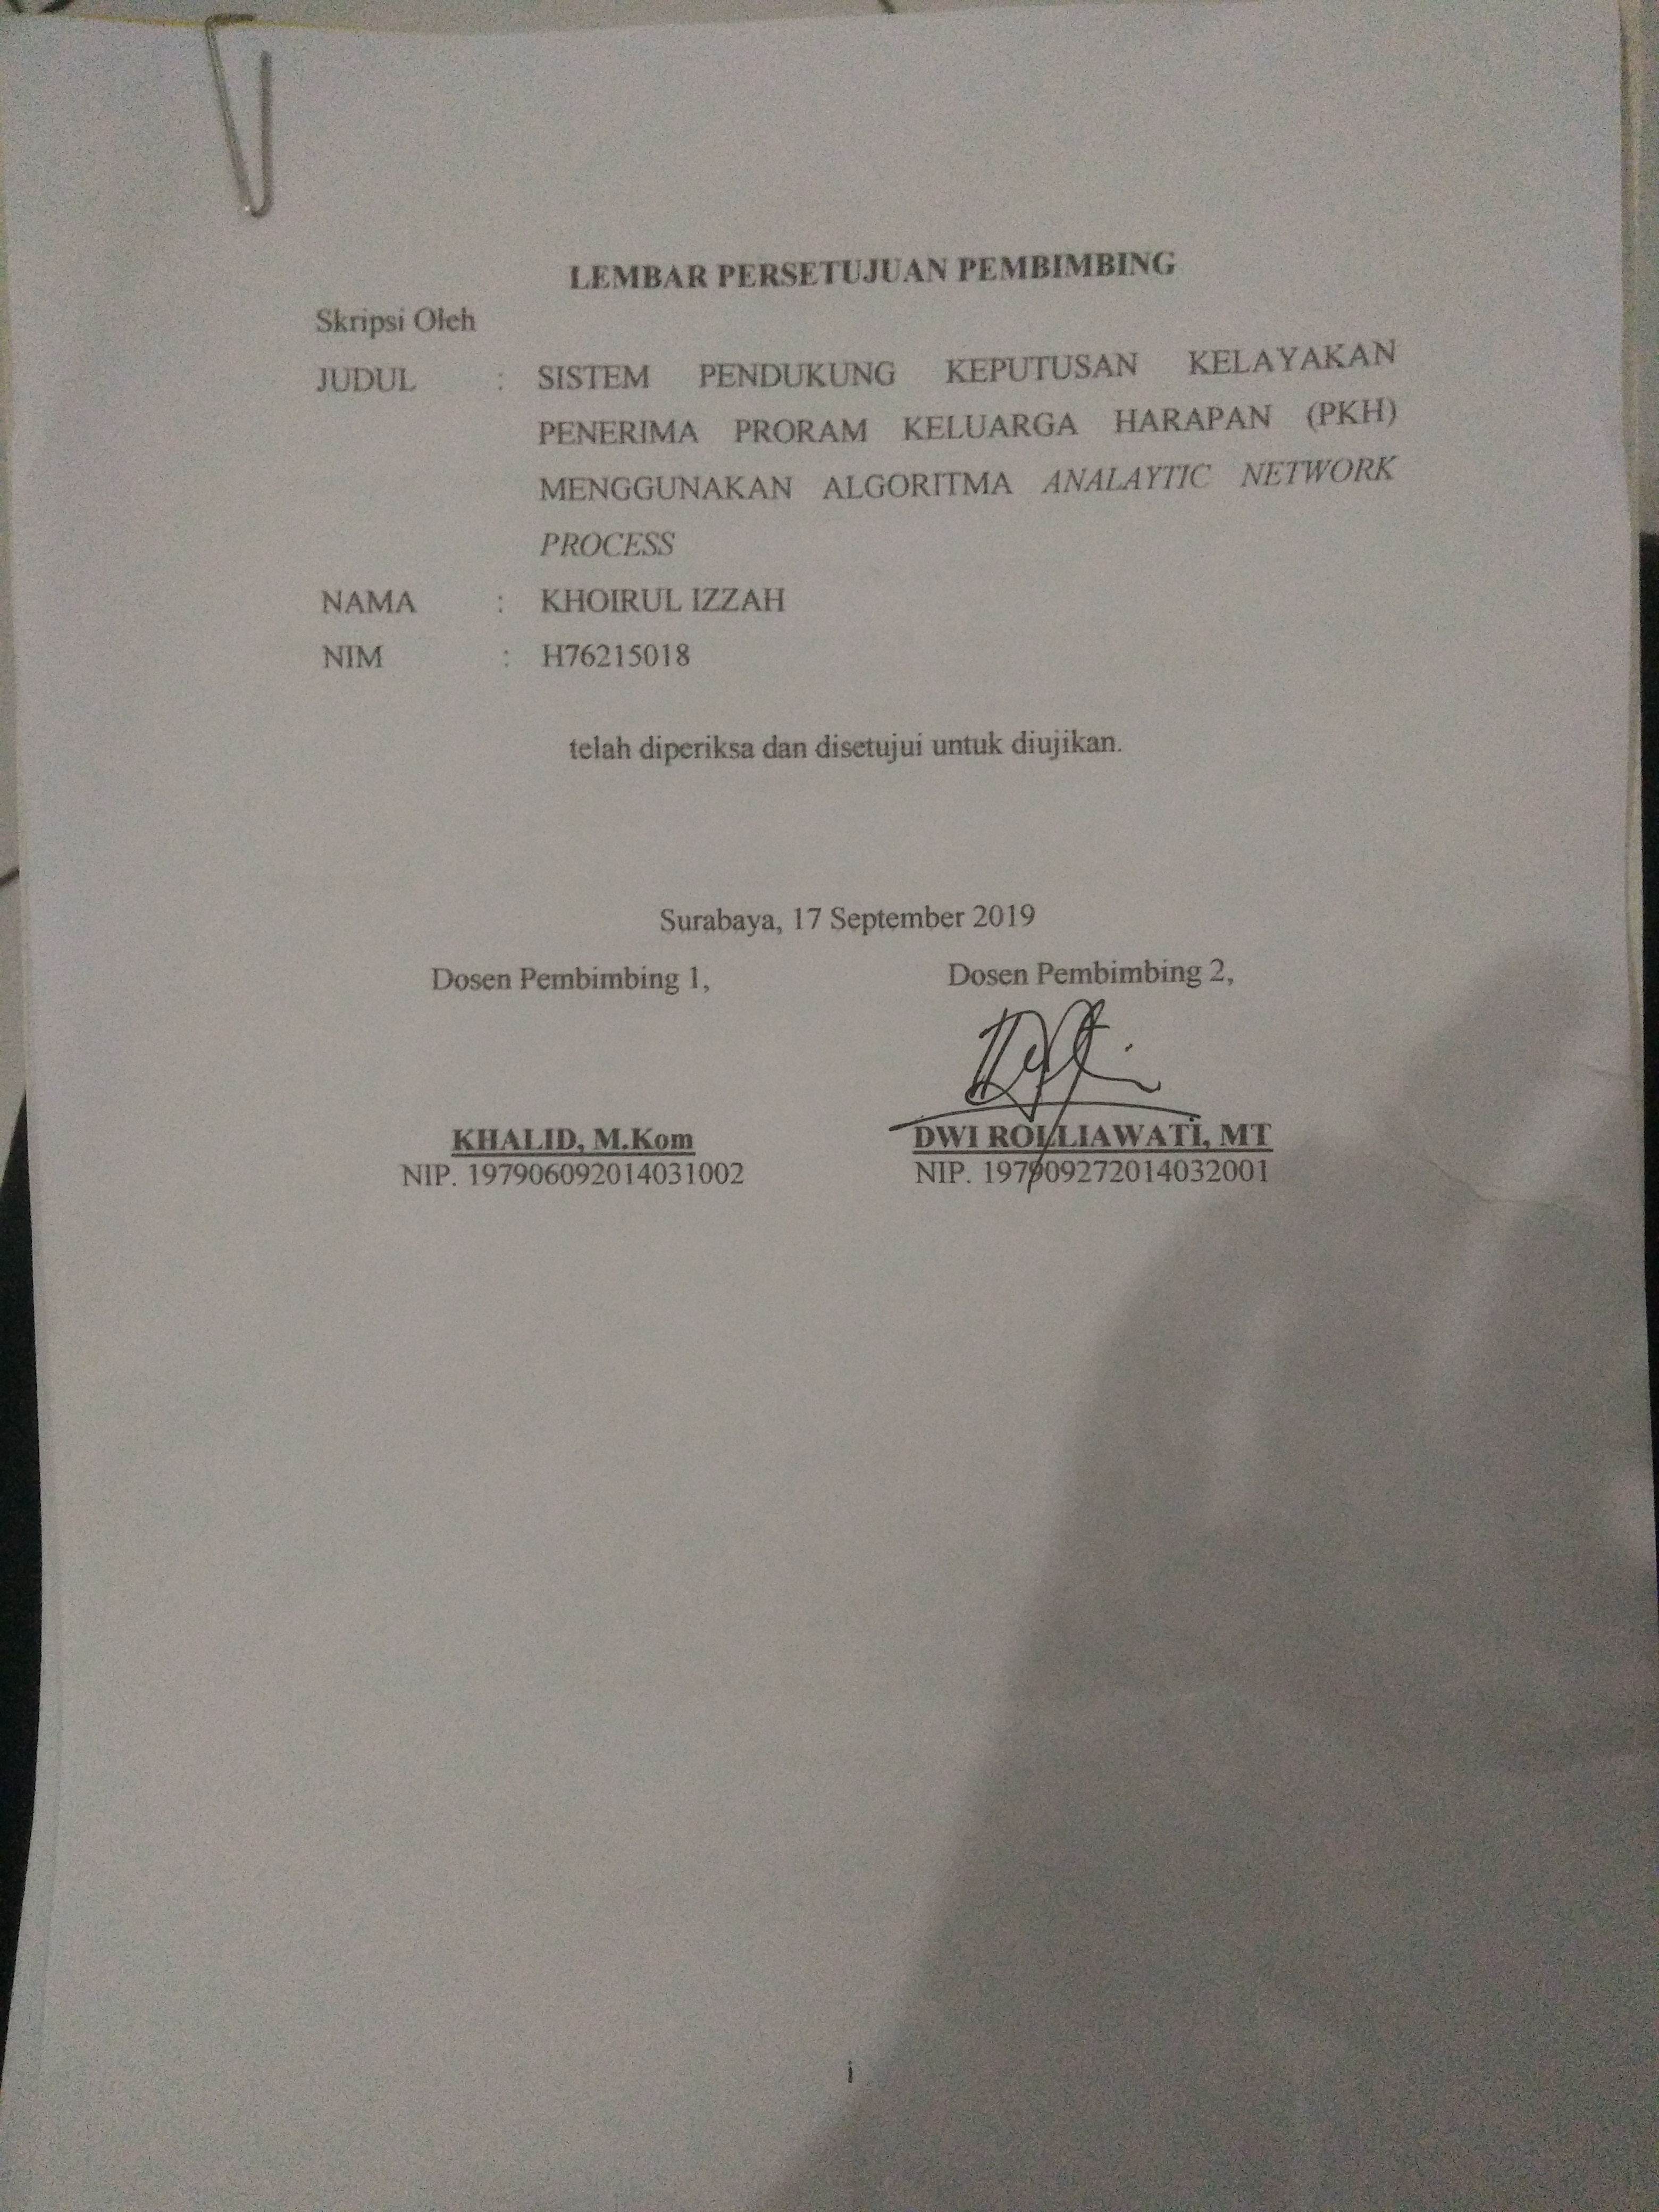 LEMBAR PERSETUJUAN PEMBIMBING
Skripsi Oleh
JUDUL : SISTEM PENDUKUNG KEPUTUSAN KELAYAKAN
PENERIMA PRORAM KELUARGA HARAPAN (PKH)
MENGGUNAKAN ALGORITMA ANALAYTIC NETWORK
PROCESS
NAMA : KHOIRUL IZZAH
NIM : H76215018
telah diperiksa dan disetujui untuk diujikan.
Surabaya, 17 September 2019
Dosen Pembimbing 1, Dosen Pembimbing 2,
KHALID, M.Kom DWI ROLLIAWATI, MT
NIP. 197906092014031002 NIP. 197909272014032001
i